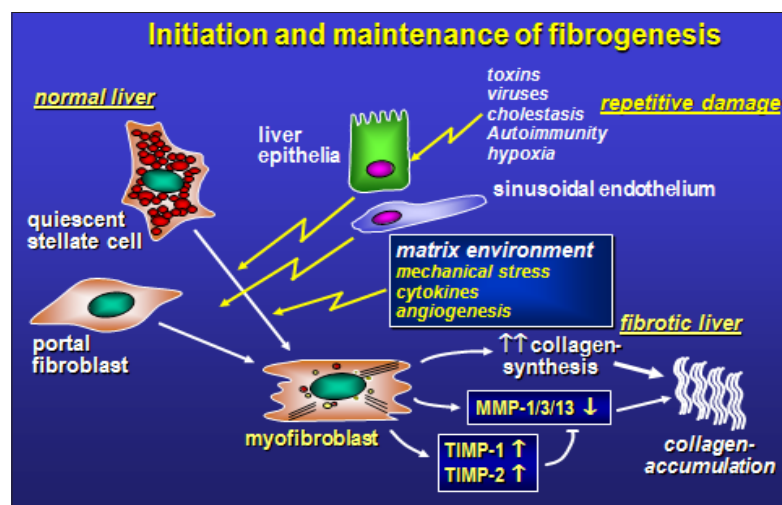 Initiation and maintenance of fibrogenesis
normal liver
toxins
viruses
cholestasis
Autoimmunity
hypoxia
repetitive damage
liver
epithelia
sinusoidal endothelium
quiescent
stellate cell
matrix environment
mechanical stress
cytokines
angiogenesis
portal
fibroblast
fibrotic liver
↑↑ collagen-
synthesis
myofibroblast
MMP-1/3/13 ↓
TIMP-1 ↑
TIMP-2 ↑
collagen-
accumulation